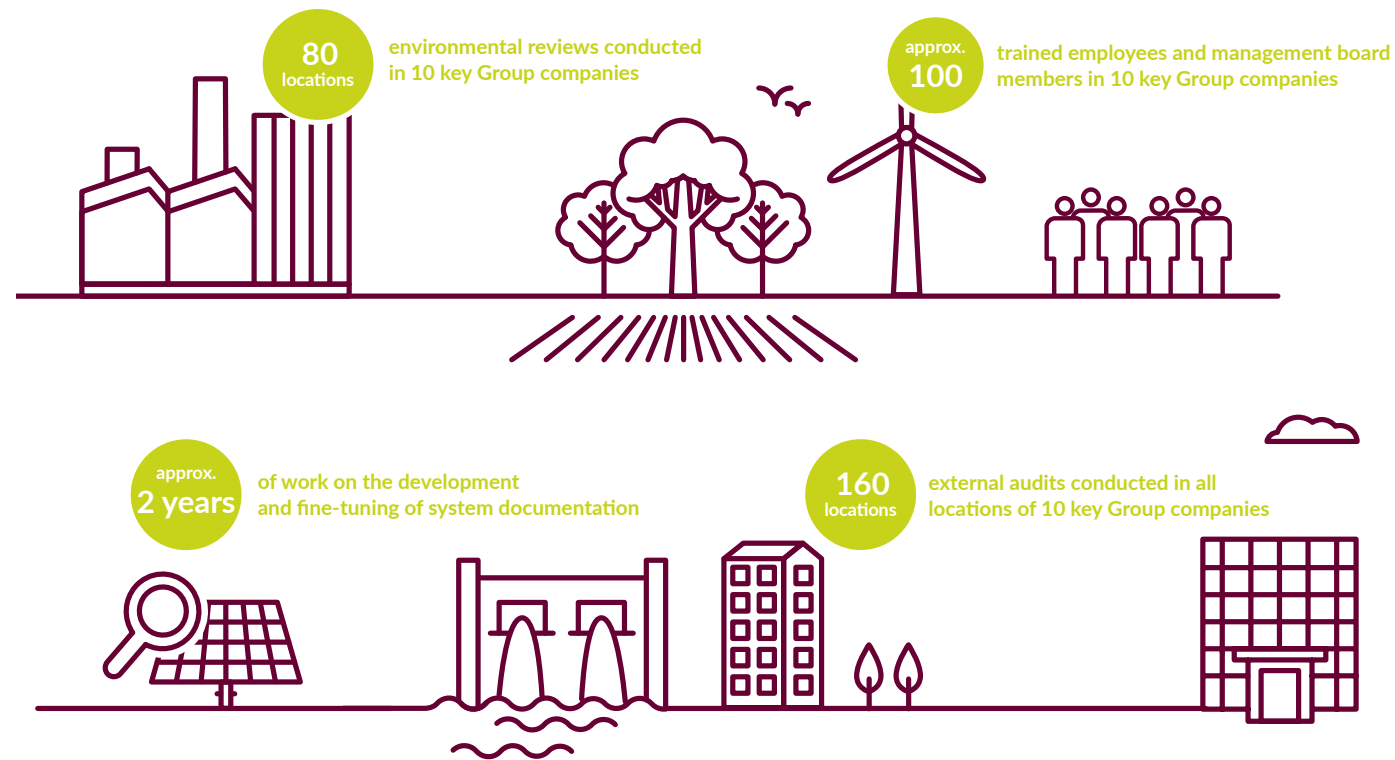 80
locations
environmental reviews conducted
in 10 key Group companies
approx.
100
trained employees and management board
members in 10 key Group companies
approx.
2 years
of work on the development
and fine-tuning of system documentation
160
locations
external audits conducted in all
locations of 10 key Group companies